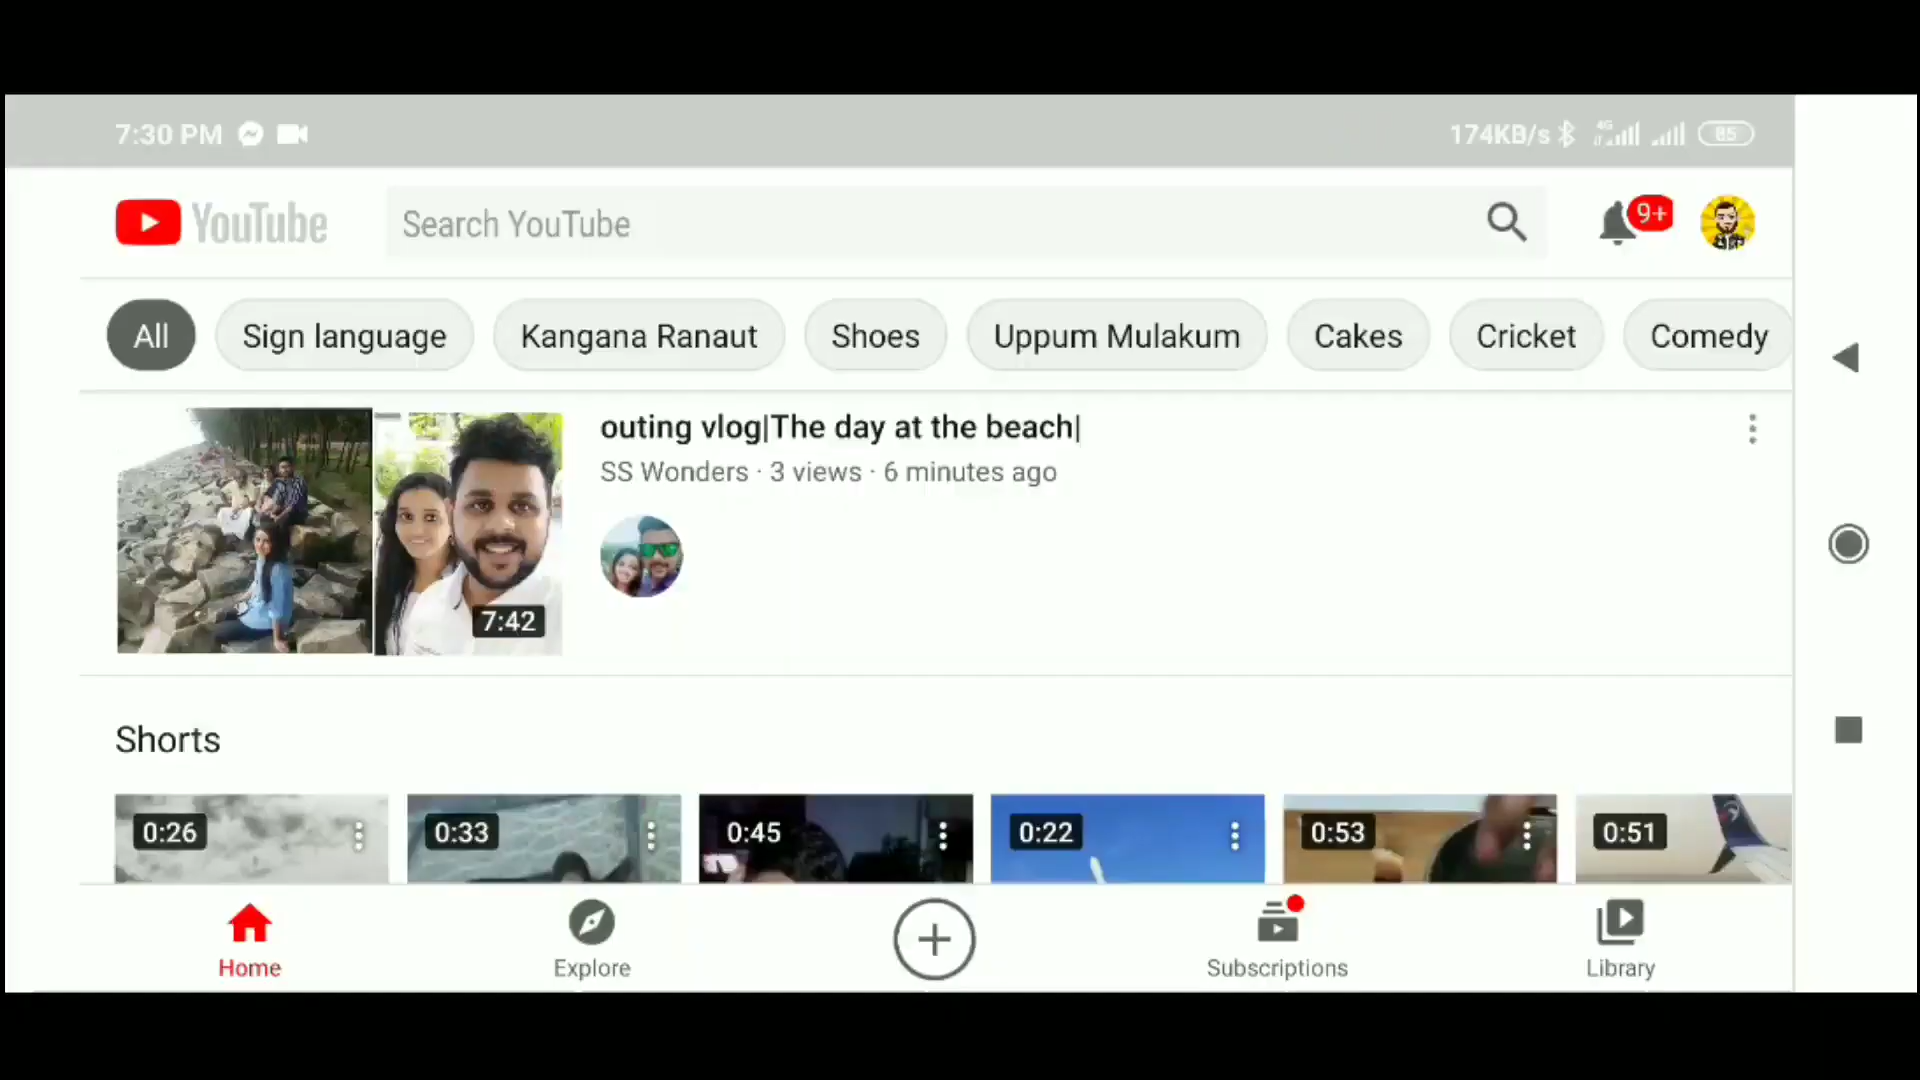 7:30 PM 174KB/s 4G 85
YouTube Search YouTube 9+
All Sign language Kangana Ranaut Shoes Uppum Mulakum Cakes Cricket Comedy
outing vlog|The day at the beach|
SS Wonders · 3 views · 6 minutes ago
7:42
Shorts
0:26 0:33 0:45 0:22 0:53 0:51
Home Explore Subscriptions Library